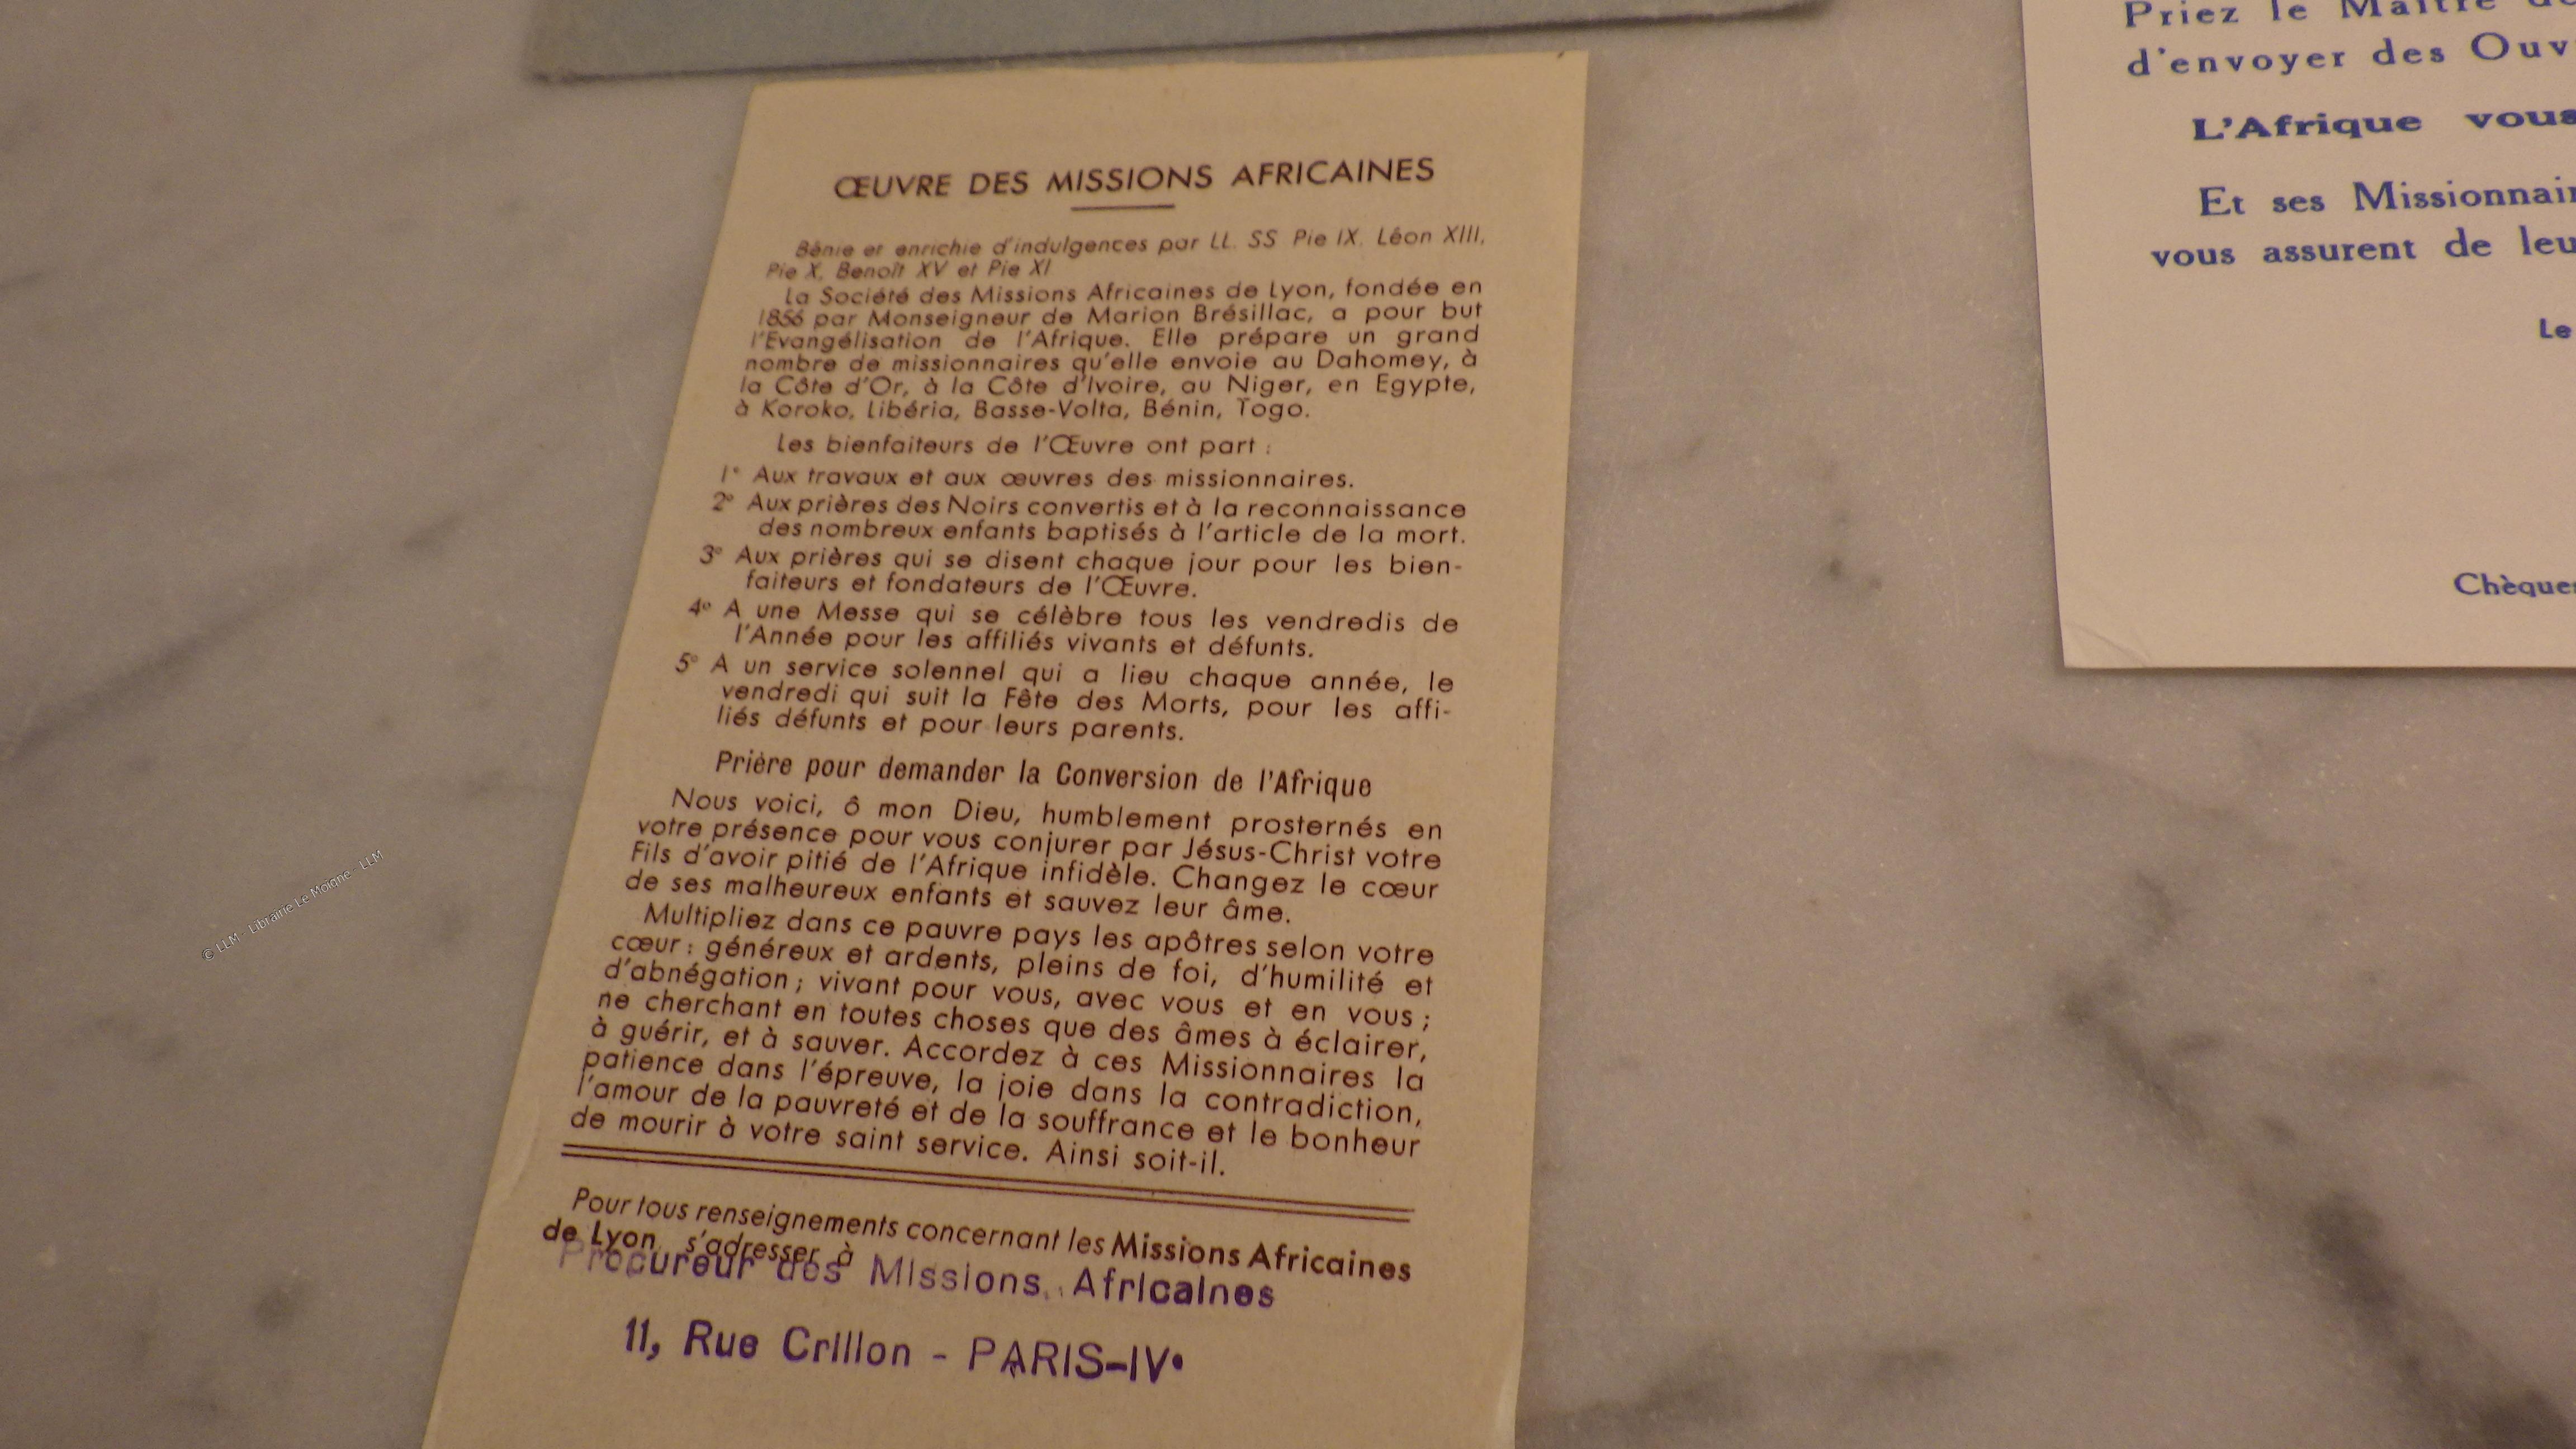 ŒUVRE DES MISSIONS AFRICAINES
Bénie et enrichie d'indulgences par LL. SS Pie IX, Léon XIII,
Pie X, Benoît XV et Pie XI
La Société des Missions Africaines de Lyon, fondée en
1856 par Monseigneur de Marion Brésillac, a pour but
l'Evangélisation de l'Afrique. Elle prépare un grand
nombre de missionnaires qu'elle envoie au Dahomey, à
la Côte d'Or, à la Côte d'Ivoire, au Niger, en Egypte,
à Koroko, Libéria, Basse-Volta, Bénin, Togo.
Les bienfaiteurs de l'Œuvre ont part :
1° Aux travaux et aux œuvres des missionnaires.
2° Aux prières des Noirs convertis et à la reconnaissance
des nombreux enfants baptisés à l'article de la mort.
3° Aux prières qui se disent chaque jour pour les bien-
faiteurs et fondateurs de l'Œuvre.
4° A une Messe qui se célèbre tous les vendredis de
l'Année pour les affiliés vivants et défunts.
5° A un service solennel qui a lieu chaque année, le
vendredi qui suit la Fête des Morts, pour les affi-
liés défunts et pour leurs parents.
Prière pour demander la Conversion de l'Afrique
Nous voici, ô mon Dieu, humblement prosternés en
votre présence pour vous conjurer par Jésus-Christ votre
Fils d'avoir pitié de l'Afrique infidèle. Changez le cœur
de ses malheureux enfants et sauvez leur âme.
Multipliez dans ce pauvre pays les apôtres selon votre
cœur : généreux et ardents, pleins de foi, d'humilité et
d'abnégation ; vivant pour vous, avec vous et en vous ;
ne cherchant en toutes choses que des âmes à éclairer,
à guérir, et à sauver. Accordez à ces Missionnaires la
patience dans l'épreuve, la joie dans la contradiction,
l'amour de la pauvreté et de la souffrance et le bonheur
de mourir à votre saint service. Ainsi soit-il.
Pour tous renseignements concernant les Missions Africaines
de Lyon, s'adresser à
Procureur des Missions Africaines
11, Rue Crillon - PARIS-IV°
Priez le Maître
d'envoyer des
L'Afrique vous
Et ses
vous assurent de
Le
© LLM - Librairie Le Moigne - LLM